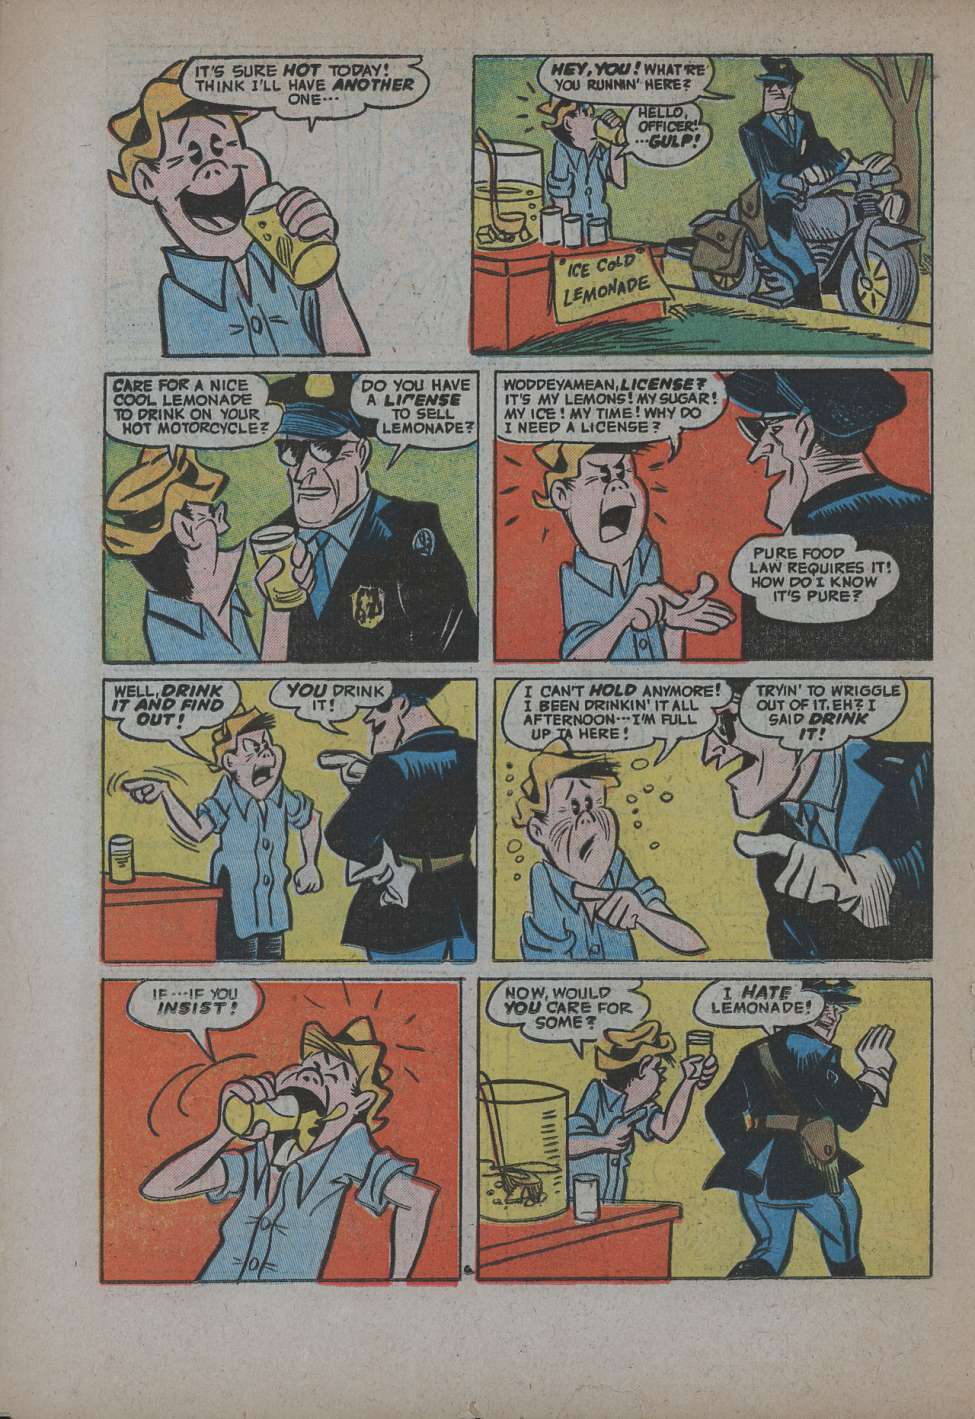 IT'S SURE HOT TODAY!
THINK I'LL HAVE ANOTHER
ONE...
HEY, YOU! WHAT'RE
YOU RUNNIN' HERE?
HELLO,
OFFICER!
...GULP!
"ICE COLD"
LEMONADE
CARE FOR A NICE
COOL LEMONADE
TO DRINK ON YOUR
HOT MOTORCYCLE?
DO YOU HAVE
A LICENSE
TO SELL
LEMONADE?
WODDEYAMEAN, LICENSE?
IT'S MY LEMONS! MY SUGAR!
MY ICE! MY TIME! WHY DO
I NEED A LICENSE?
PURE FOOD
LAW REQUIRES IT!
HOW DO I KNOW
IT'S PURE?
WELL, DRINK
IT AND FIND
OUT!
YOU DRINK
IT!
I CAN'T HOLD ANYMORE!
I BEEN DRINKIN' IT ALL
AFTERNOON...I'M FULL
UP TA HERE!
TRYIN' TO WRIGGLE
OUT OF IT, EH? I
SAID DRINK
IT!
IF...IF YOU
INSIST!
NOW, WOULD
YOU CARE FOR
SOME?
I HATE
LEMONADE!